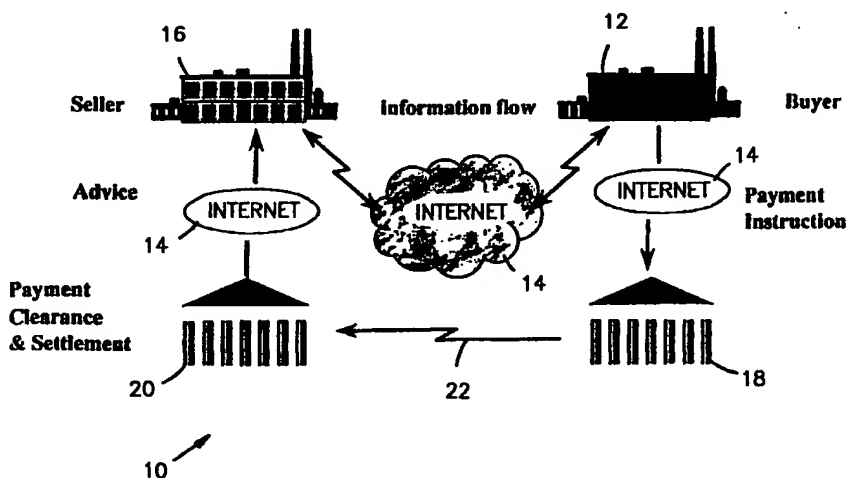 16
12
Seller
information flow
Buyer
14
Advice
INTERNET
INTERNET
INTERNET
Payment
Instruction
14
14
Payment
Clearance
& Settlement
20
22
18
10